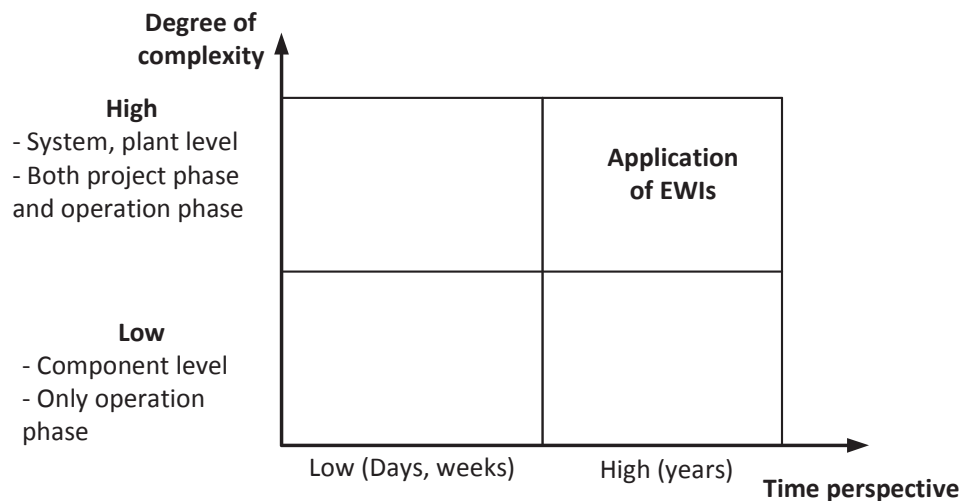 Degree of
complexity
High
- System, plant level
- Both project phase
and operation phase
Application
of EWIs
Low
- Component level
- Only operation
phase
Low (Days, weeks)
High (years)
Time perspective